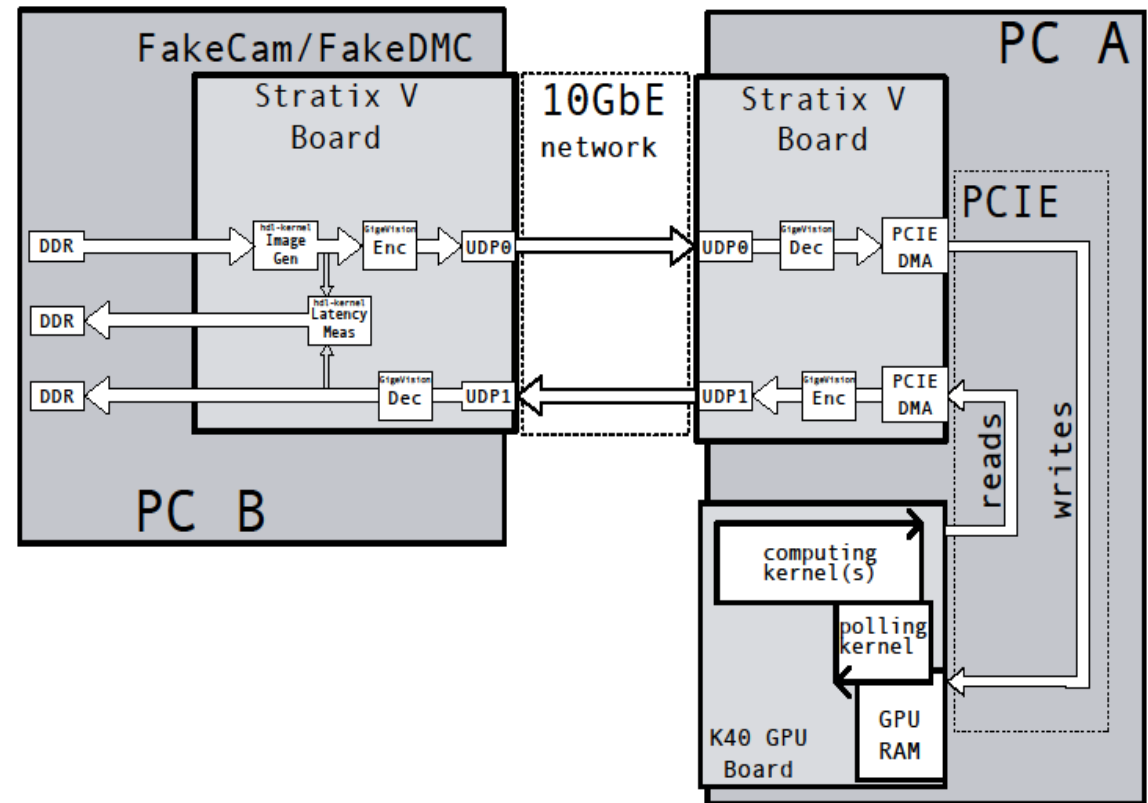 FakeCam/FakeDMC
Stratix V
Board
DDR
hdl-kernel
Image
Gen
GigeVision
Enc
UDP0
DDR
hdl-kernel
Latency
Meas
DDR
GigeVision
Dec
UDP1
PC B
10GbE
network
PC A
Stratix V
Board
UDP0
GigeVision
Dec
PCIE
DMA
UDP1
GigeVision
Enc
PCIE
DMA
PCIE
reads
writes
computing
kernel(s)
polling
kernel
GPU
RAM
K40 GPU
Board